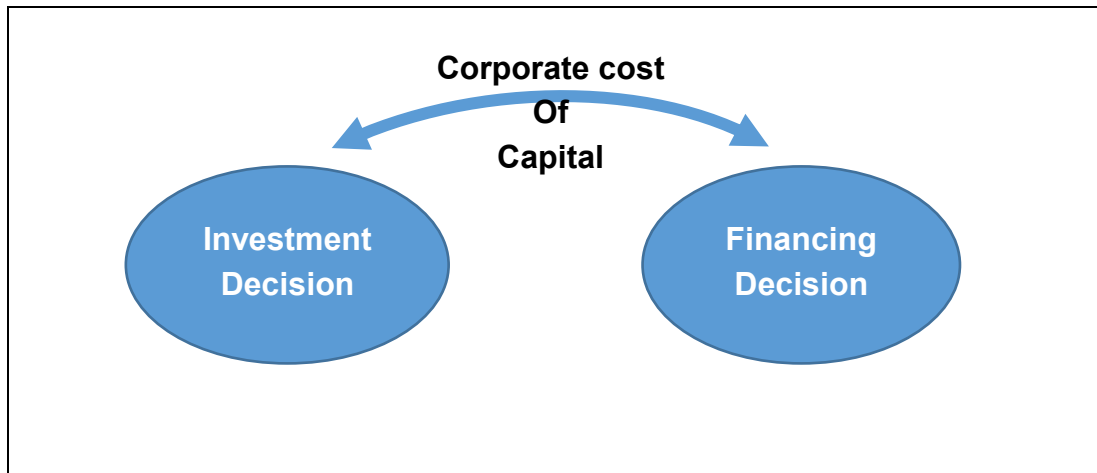 Corporate cost
Of
Capital
Investment
Decision
Financing
Decision